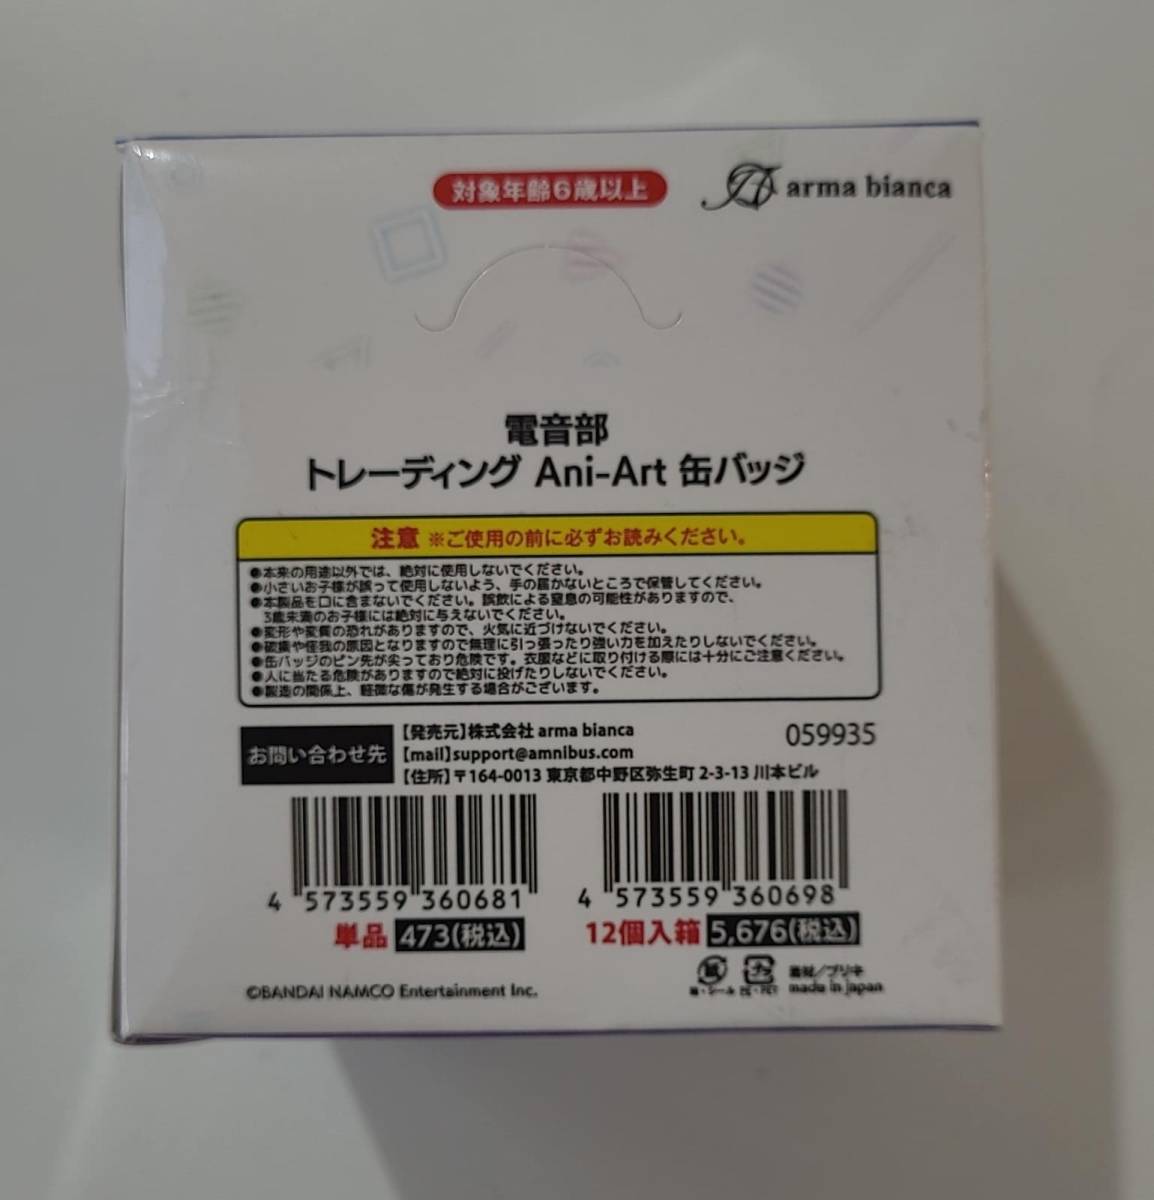 対象年齢6歳以上
arma bianca
電音部
トレーディング Ani-Art 缶バッジ
注意 ※ご使用の前に必ずお読みください。
●本来の用途以外では、絶対に使用しないでください。
●小さいお子様が誤って使用しないよう、手の届かないところで保管してください。
●本製品を口に含まないでください。誤飲による窒息の可能性がありますので、
3歳未満のお子様には絶対に与えないでください。
●変形や変質の恐れがありますので、火気に近づけないでください。
●破損や怪我の原因となりますので無理に引っ張ったり強い力を加えたりしないでください。
●缶バッジのピン先が尖っており危険です。衣服などに取り付ける際には十分にご注意ください。
●人に当たる危険がありますので絶対に投げたりしないでください。
●製造の関係上、軽微な傷が発生する場合がございます。
お問い合わせ先
【発売元】株式会社 arma bianca
【mail】support@amnibus.com
【住所】〒164-0013 東京都中野区弥生町 2-3-13 川本ビル
059935
4 573559 360681
4 573559 360698
単品 473(税込)
12個入箱 5,676(税込)
©BANDAI NAMCO Entertainment Inc.
紙
プラ
箱・シール
PE・PET
素材/ブリキ
made in japan